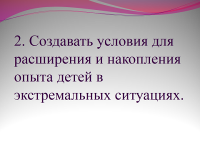 2. Создавать условия для
расширения и накопления
опыта детей в
экстремальных ситуациях.